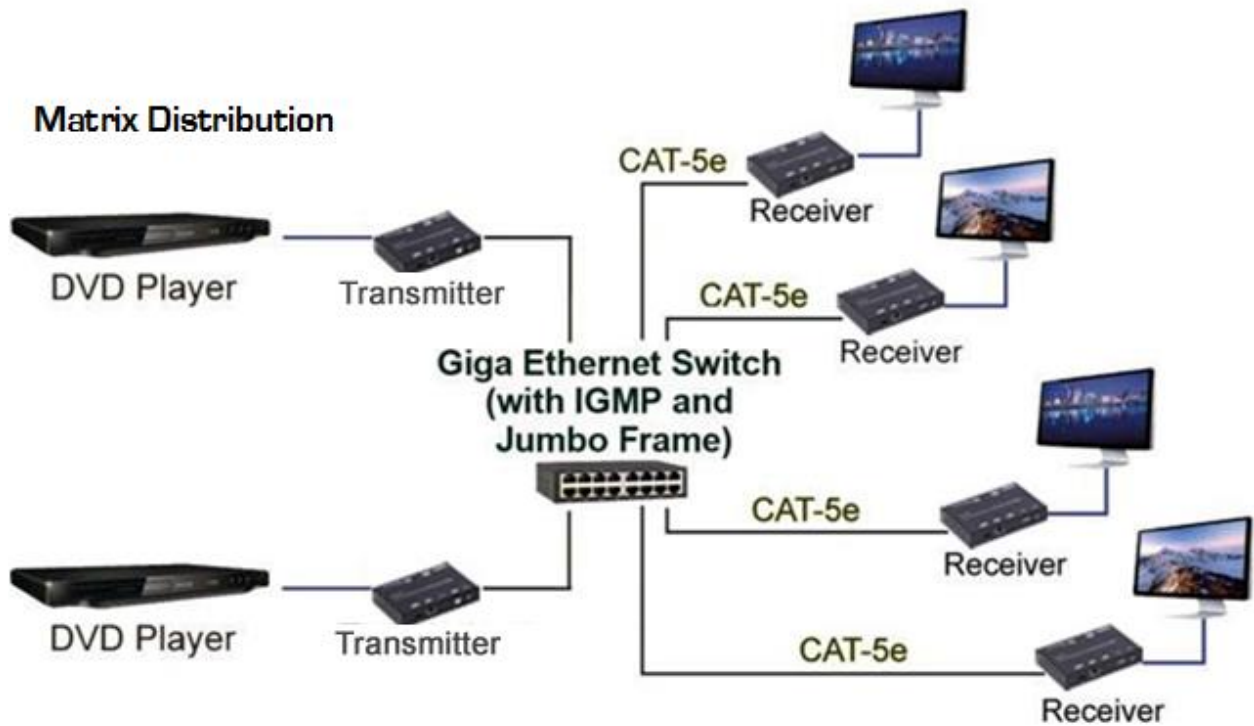 Matrix Distribution
CAT-5e
Receiver
DVD Player
Transmitter
CAT-5e
Receiver
Giga Ethernet Switch
(with IGMP and
Jumbo Frame)
CAT-5e
Receiver
DVD Player
Transmitter
CAT-5e
Receiver